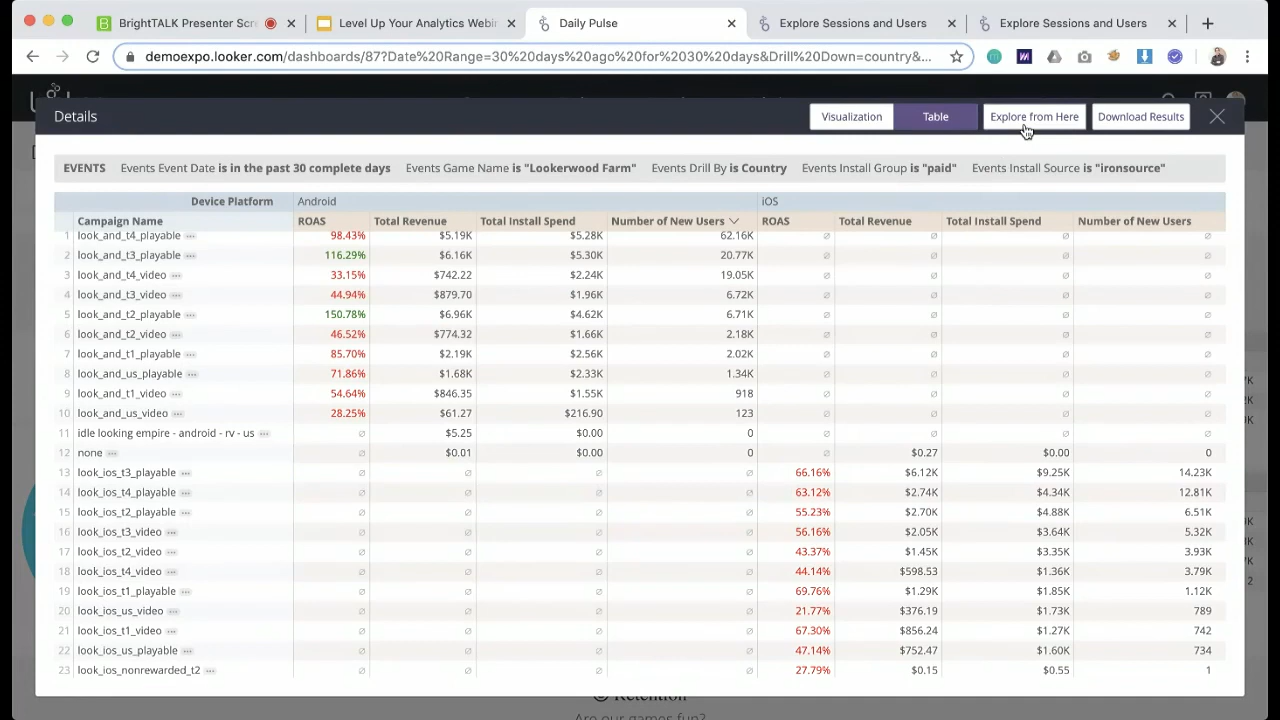 BrightTALK Presenter Scr
Level Up Your Analytics Webin
Daily Pulse
Explore Sessions and Users
Explore Sessions and Users
demoexpo.looker.com/dashboards/87?Date%20Range=30%20days%20ago%20for%2030%20days&Drill%20Down=country&...
Details
Visualization
Table
Explore from Here
Download Results
EVENTS Events Event Date is in the past 30 complete days Events Game Name is "Lookerwood Farm" Events Drill By is Country Events Install Group is "paid" Events Install Source is "ironsource"
Device Platform Android iOS
Campaign Name ROAS Total Revenue Total Install Spend Number of New Users ROAS Total Revenue Total Install Spend Number of New Users
1 look_and_t4_playable 98.43% $5.19K $5.28K 62.16K ∅ ∅ ∅ ∅
2 look_and_t3_playable 116.29% $6.16K $5.30K 20.77K ∅ ∅ ∅ ∅
3 look_and_t4_video 33.15% $742.22 $2.24K 19.05K ∅ ∅ ∅ ∅
4 look_and_t3_video 44.94% $879.70 $1.96K 6.72K ∅ ∅ ∅ ∅
5 look_and_t2_playable 150.78% $6.96K $4.62K 6.71K ∅ ∅ ∅ ∅
6 look_and_t2_video 46.52% $774.32 $1.66K 2.18K ∅ ∅ ∅ ∅
7 look_and_t1_playable 85.70% $2.19K $2.56K 2.02K ∅ ∅ ∅ ∅
8 look_and_us_playable 71.86% $1.68K $2.33K 1.34K ∅ ∅ ∅ ∅
9 look_and_t1_video 54.64% $846.35 $1.55K 918 ∅ ∅ ∅ ∅
10 look_and_us_video 28.25% $61.27 $216.90 123 ∅ ∅ ∅ ∅
11 idle looking empire - android - rv - us ∅ $5.25 $0.00 0 ∅ ∅ ∅ ∅
12 none ∅ $0.01 $0.00 0 ∅ $0.27 $0.00 0
13 look_ios_t3_playable ∅ ∅ ∅ ∅ 66.16% $6.12K $9.25K 14.23K
14 look_ios_t4_playable ∅ ∅ ∅ ∅ 63.12% $2.74K $4.34K 12.81K
15 look_ios_t2_playable ∅ ∅ ∅ ∅ 55.23% $2.70K $4.88K 6.51K
16 look_ios_t3_video ∅ ∅ ∅ ∅ 56.16% $2.05K $3.64K 5.32K
17 look_ios_t2_video ∅ ∅ ∅ ∅ 43.37% $1.45K $3.35K 3.93K
18 look_ios_t4_video ∅ ∅ ∅ ∅ 44.14% $598.53 $1.36K 3.79K
19 look_ios_t1_playable ∅ ∅ ∅ ∅ 69.76% $1.29K $1.85K 1.12K
20 look_ios_us_video ∅ ∅ ∅ ∅ 21.77% $376.19 $1.73K 789
21 look_ios_t1_video ∅ ∅ ∅ ∅ 67.30% $856.24 $1.27K 742
22 look_ios_us_playable ∅ ∅ ∅ ∅ 47.14% $752.47 $1.60K 734
23 look_ios_nonrewarded_t2 ∅ ∅ ∅ ∅ 27.79% $0.15 $0.55 1
Retention
Are our games fun?